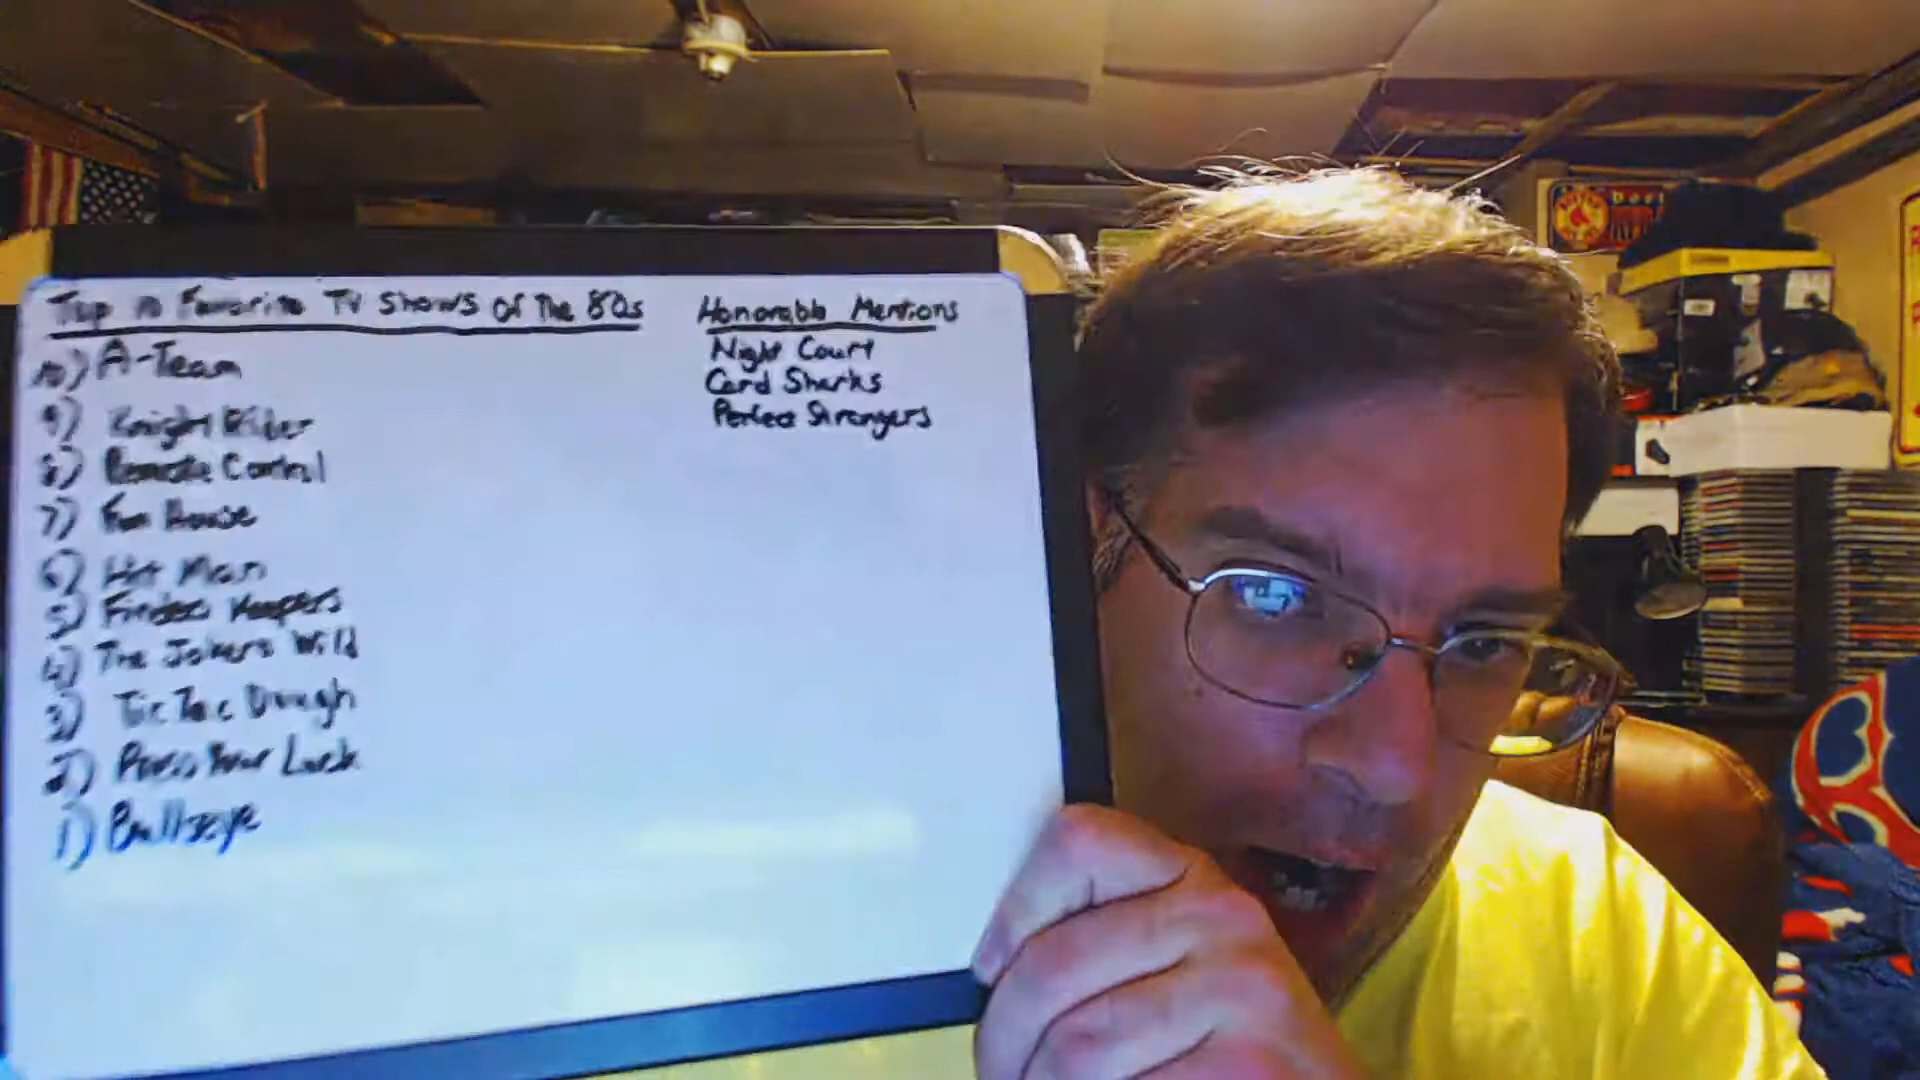 Top 10 Favorite TV Shows of The 80s
10) A-Team
9) Knight Rider
8) Remote Control
7) Fun House
6) Hit Man
5) Finders Keepers
4) The Jokers Wild
3) Tic Tac Dough
2) Press Your Luck
1) Bullseye
Honorable Mentions
Night Court
Card Sharks
Perfect Strangers